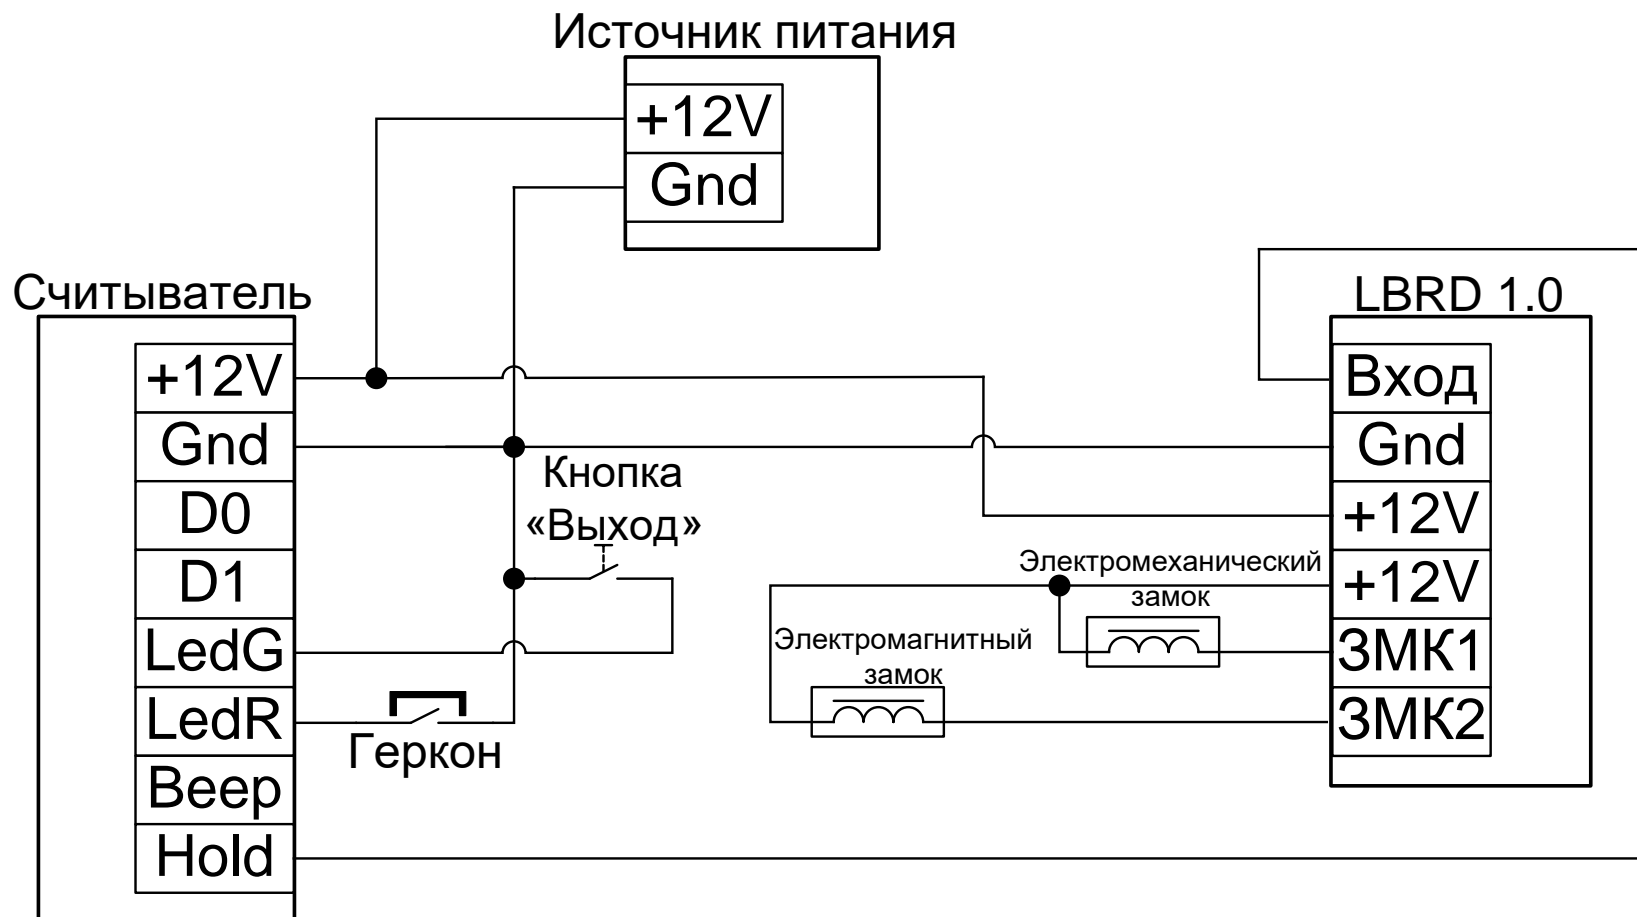 Источник питания
+12V
Gnd
Считыватель
+12V
Gnd
D0
D1
LedG
LedR
Beep
Hold
Кнопка
«Выход»
Геркон
Электромеханический
замок
Электромагнитный
замок
LBRD 1.0
Вход
Gnd
+12V
+12V
ЗМК1
ЗМК2